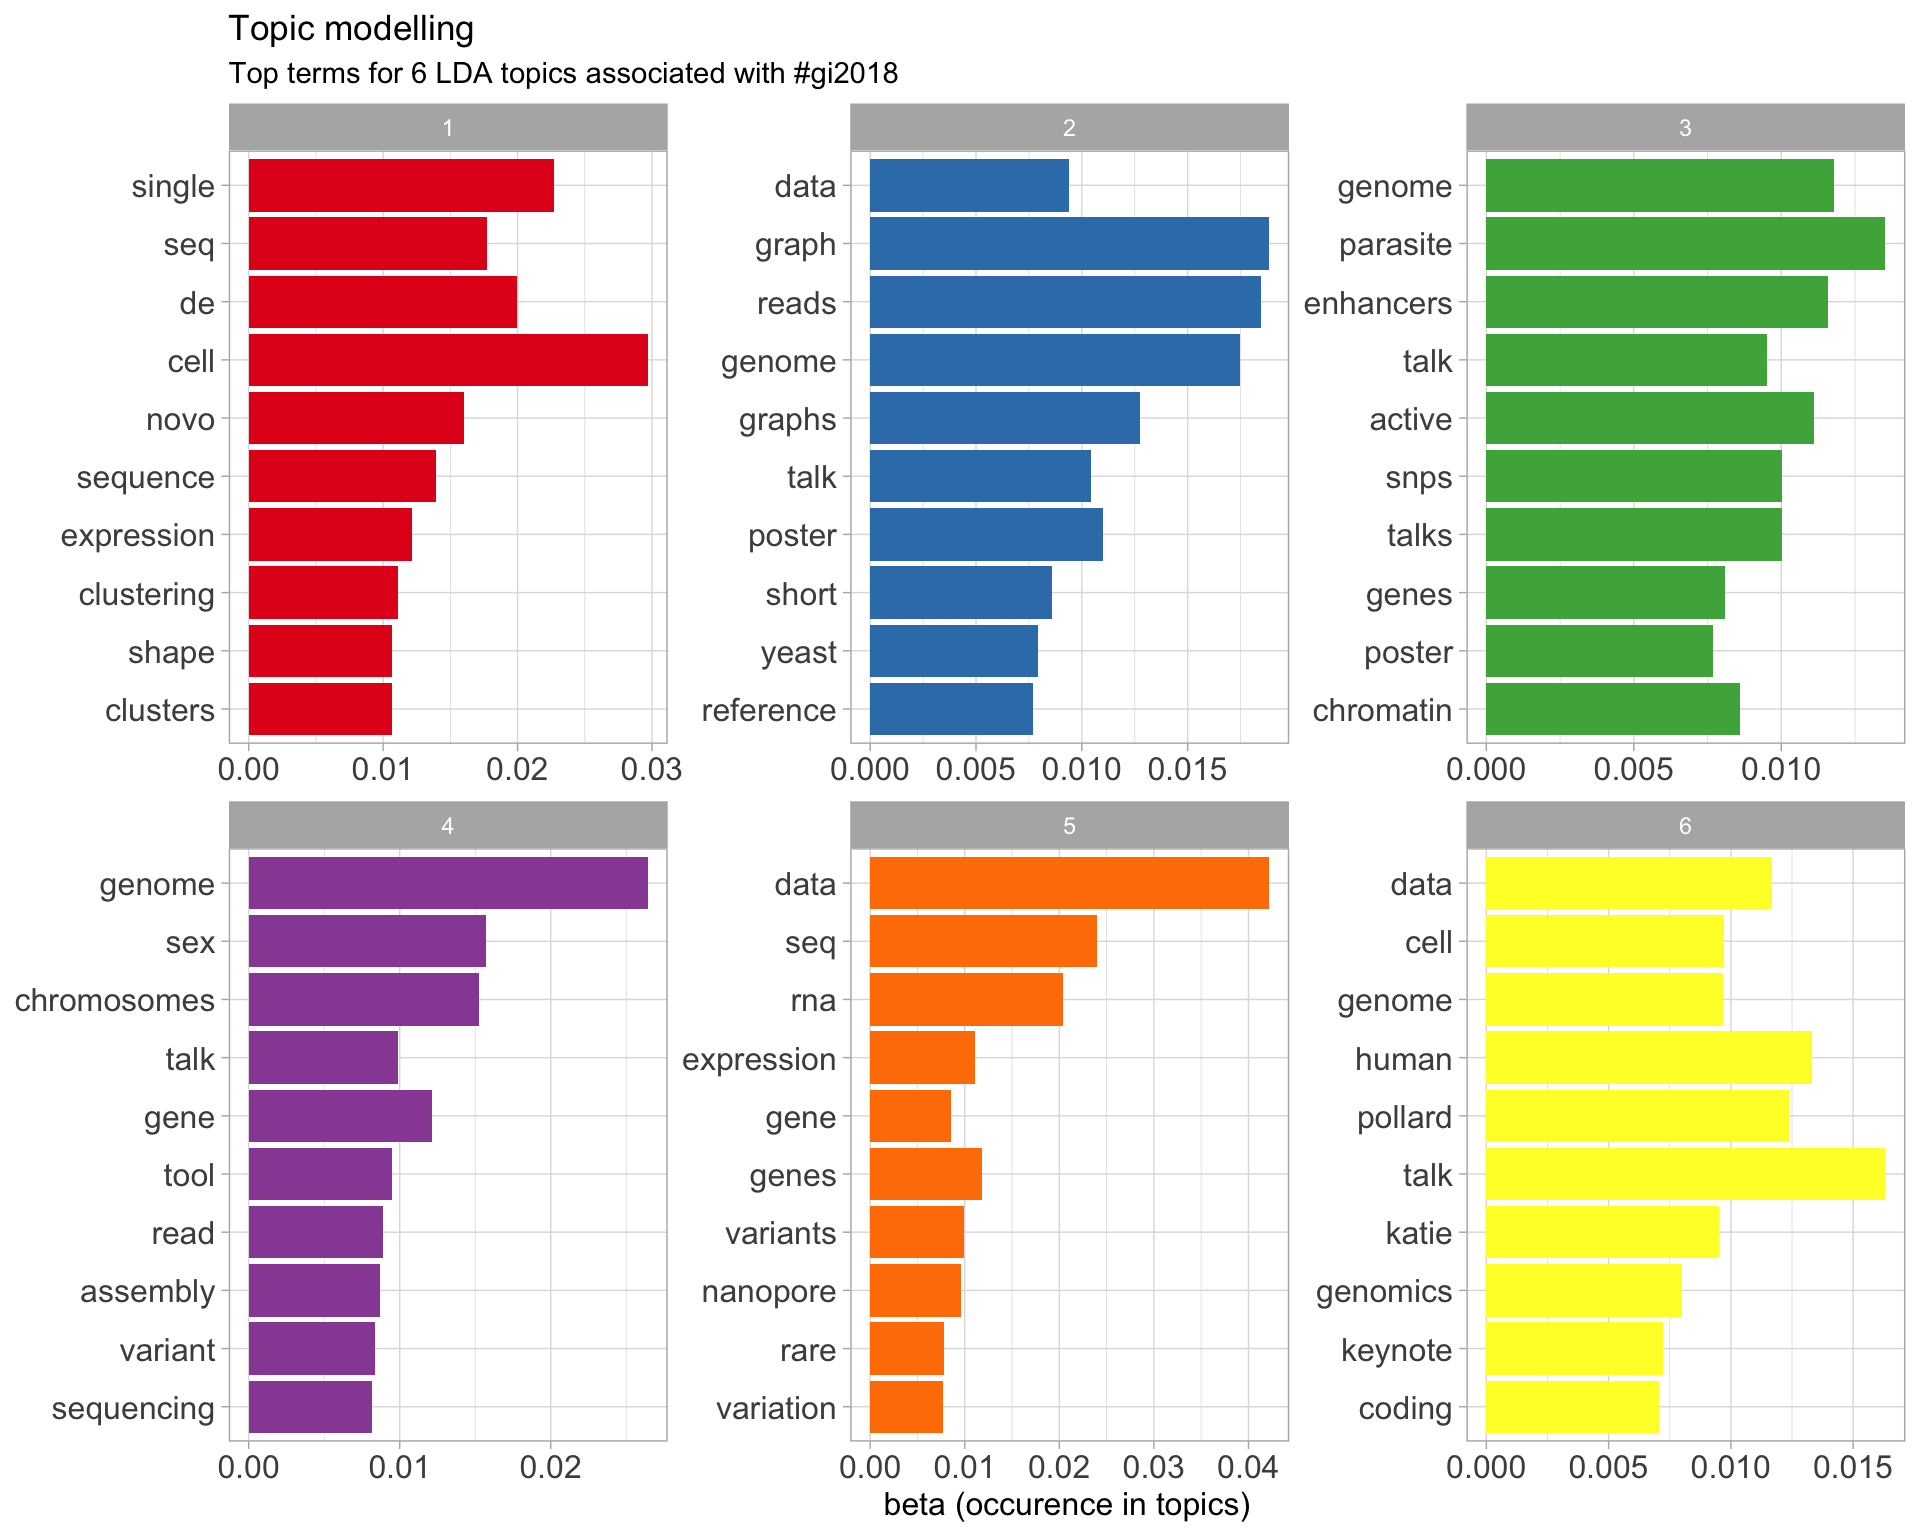 Topic modelling
Top terms for 6 LDA topics associated with #gi2018
1
single
seq
de
cell
novo
sequence
expression
clustering
shape
clusters
0.00 0.01 0.02 0.03
2
data
graph
reads
genome
graphs
talk
poster
short
yeast
reference
0.000 0.005 0.010 0.015
3
genome
parasite
enhancers
talk
active
snps
talks
genes
poster
chromatin
0.000 0.005 0.010
4
genome
sex
chromosomes
talk
gene
tool
read
assembly
variant
sequencing
0.00 0.01 0.02
5
data
seq
rna
expression
gene
genes
variants
nanopore
rare
variation
0.00 0.01 0.02 0.03 0.04
6
data
cell
genome
human
pollard
talk
katie
genomics
keynote
coding
0.000 0.005 0.010 0.015
beta (occurence in topics)